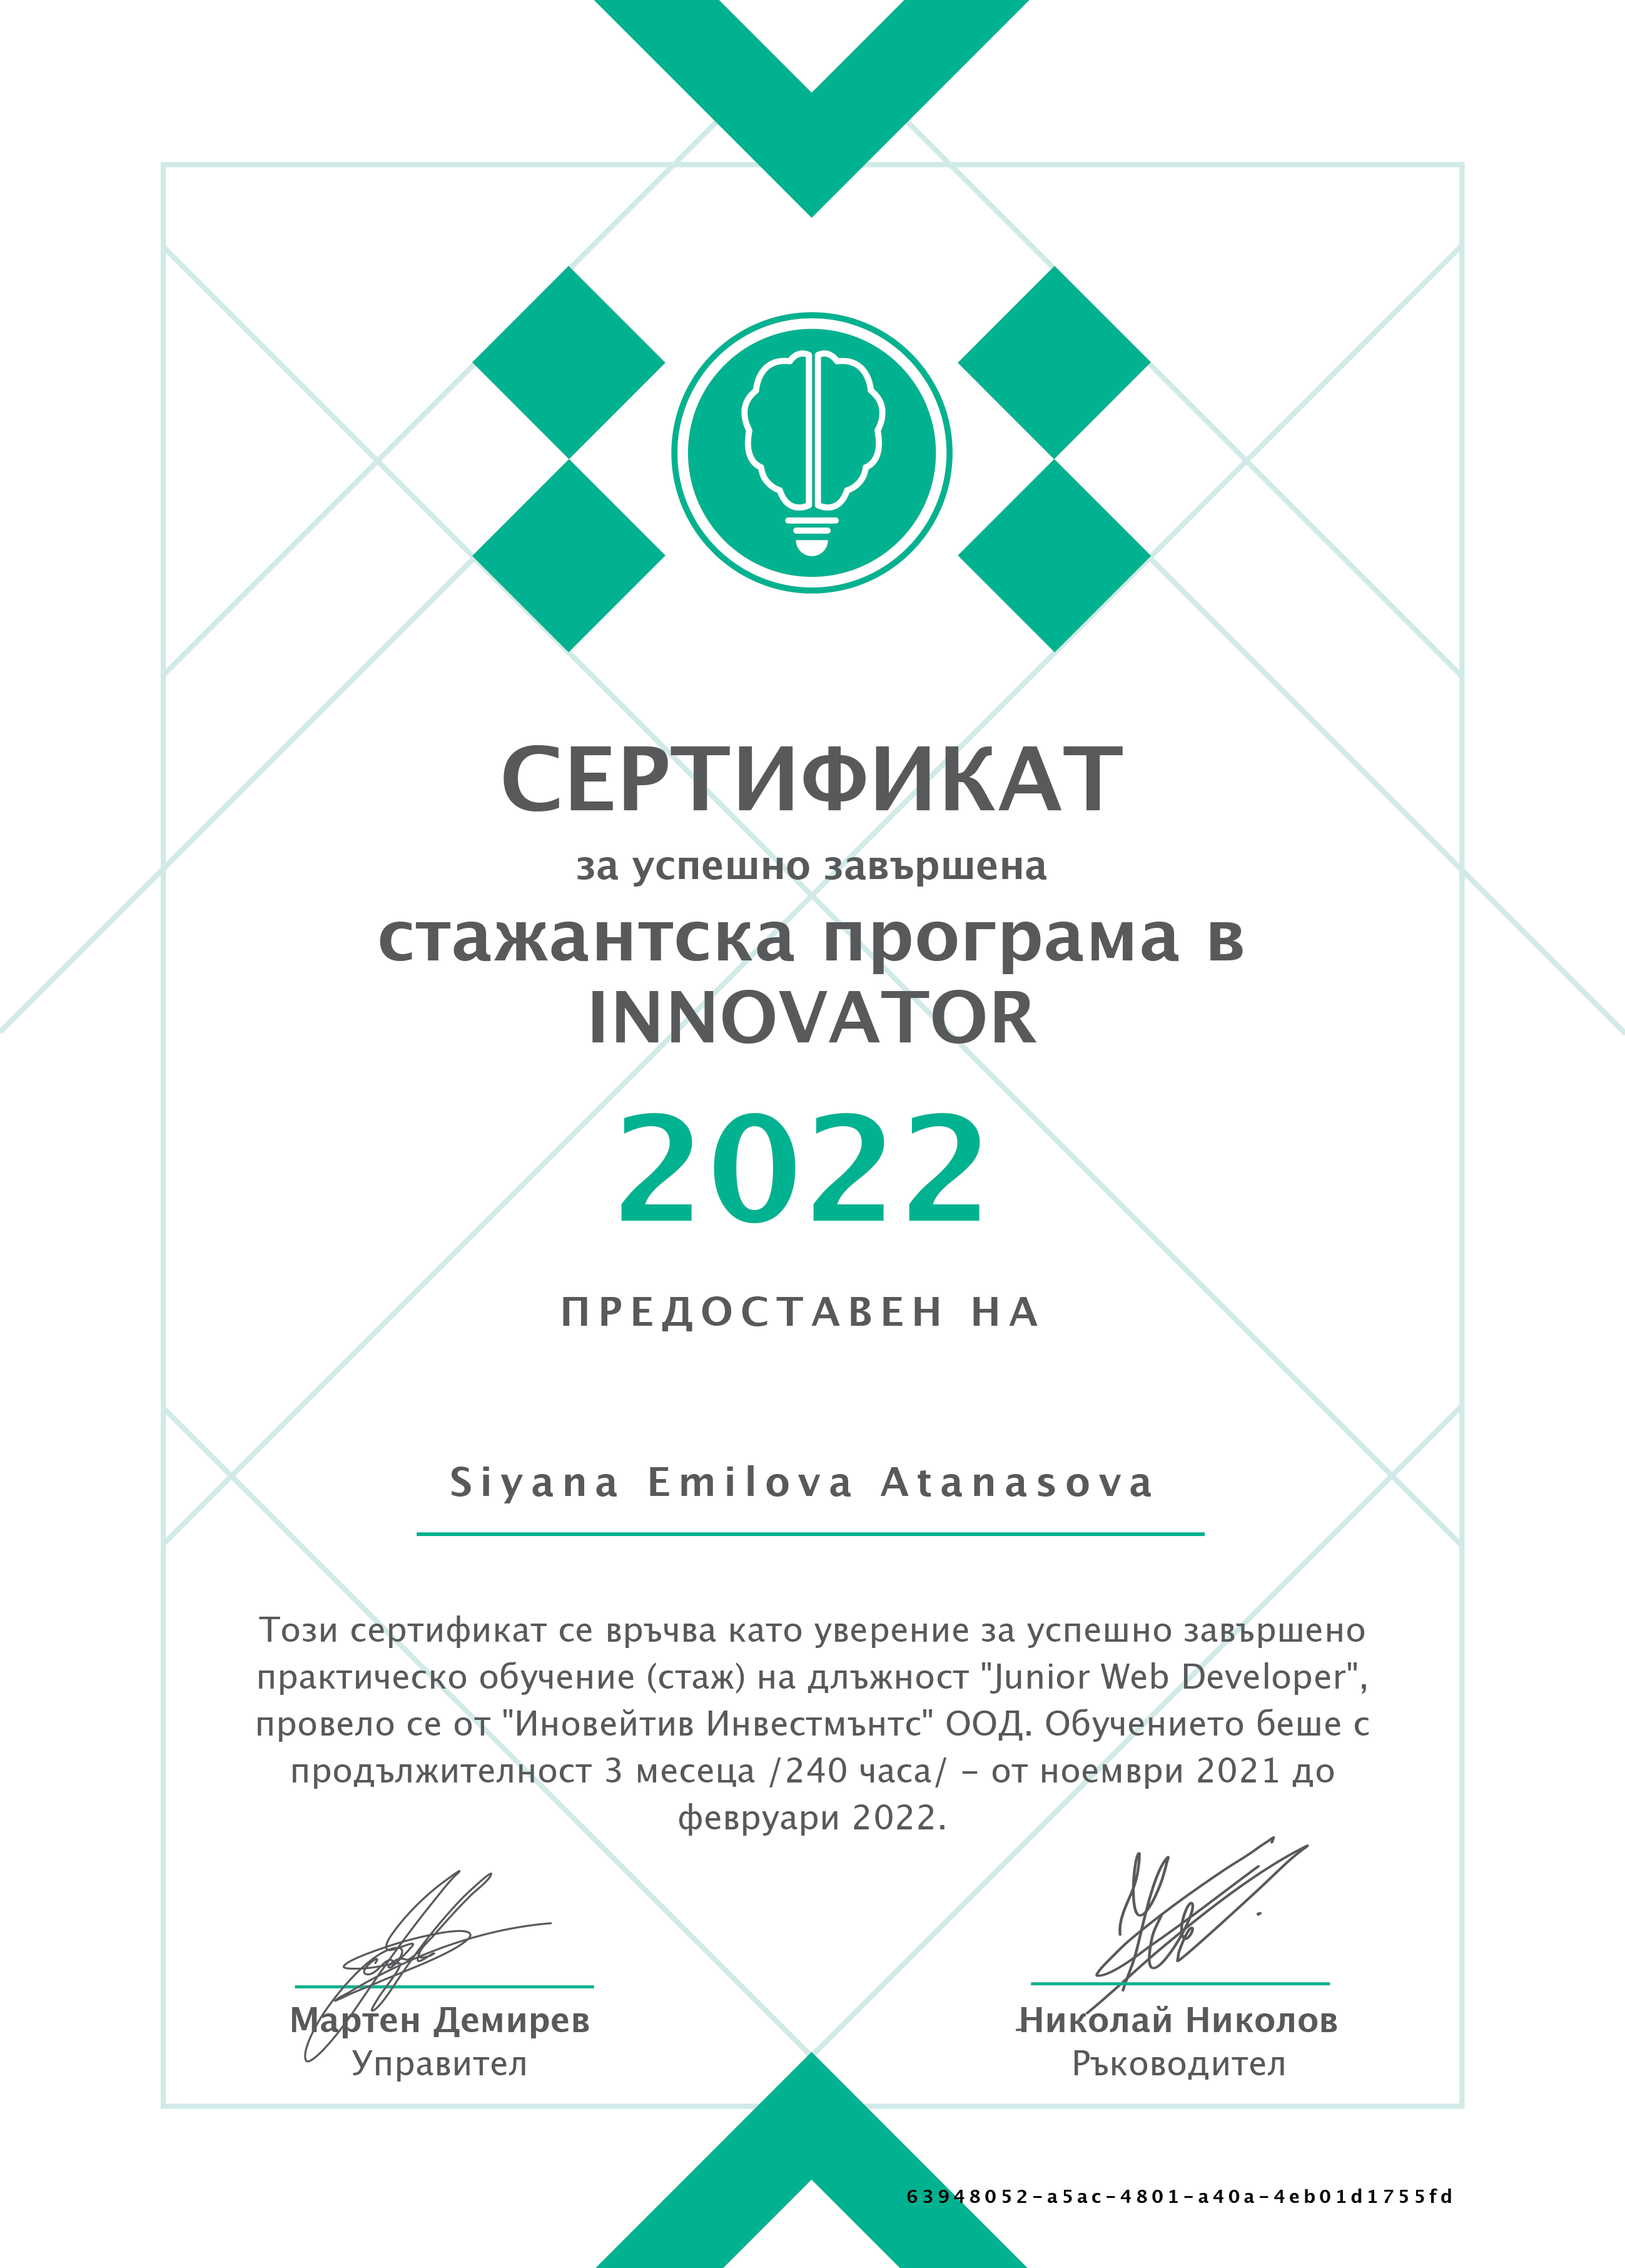 СЕРТИФИКАТ
за успешно завършена
стажантска програма в
INNOVATOR
2022
ПРЕДОСТАВЕН НА
Siyana Emilova Atanasova
Този сертификат се връчва като уверение за успешно завършено
практическо обучение (стаж) на длъжност "Junior Web Developer",
провело се от "Иновейтив Инвестмънтс" ООД. Обучението беше с
продължителност 3 месеца /240 часа/ – от ноември 2021 до
февруари 2022.
Мартен Демирев
Управител
Николай Николов
Ръководител
63948052-a5ac-4801-a40a-4eb01d1755fd